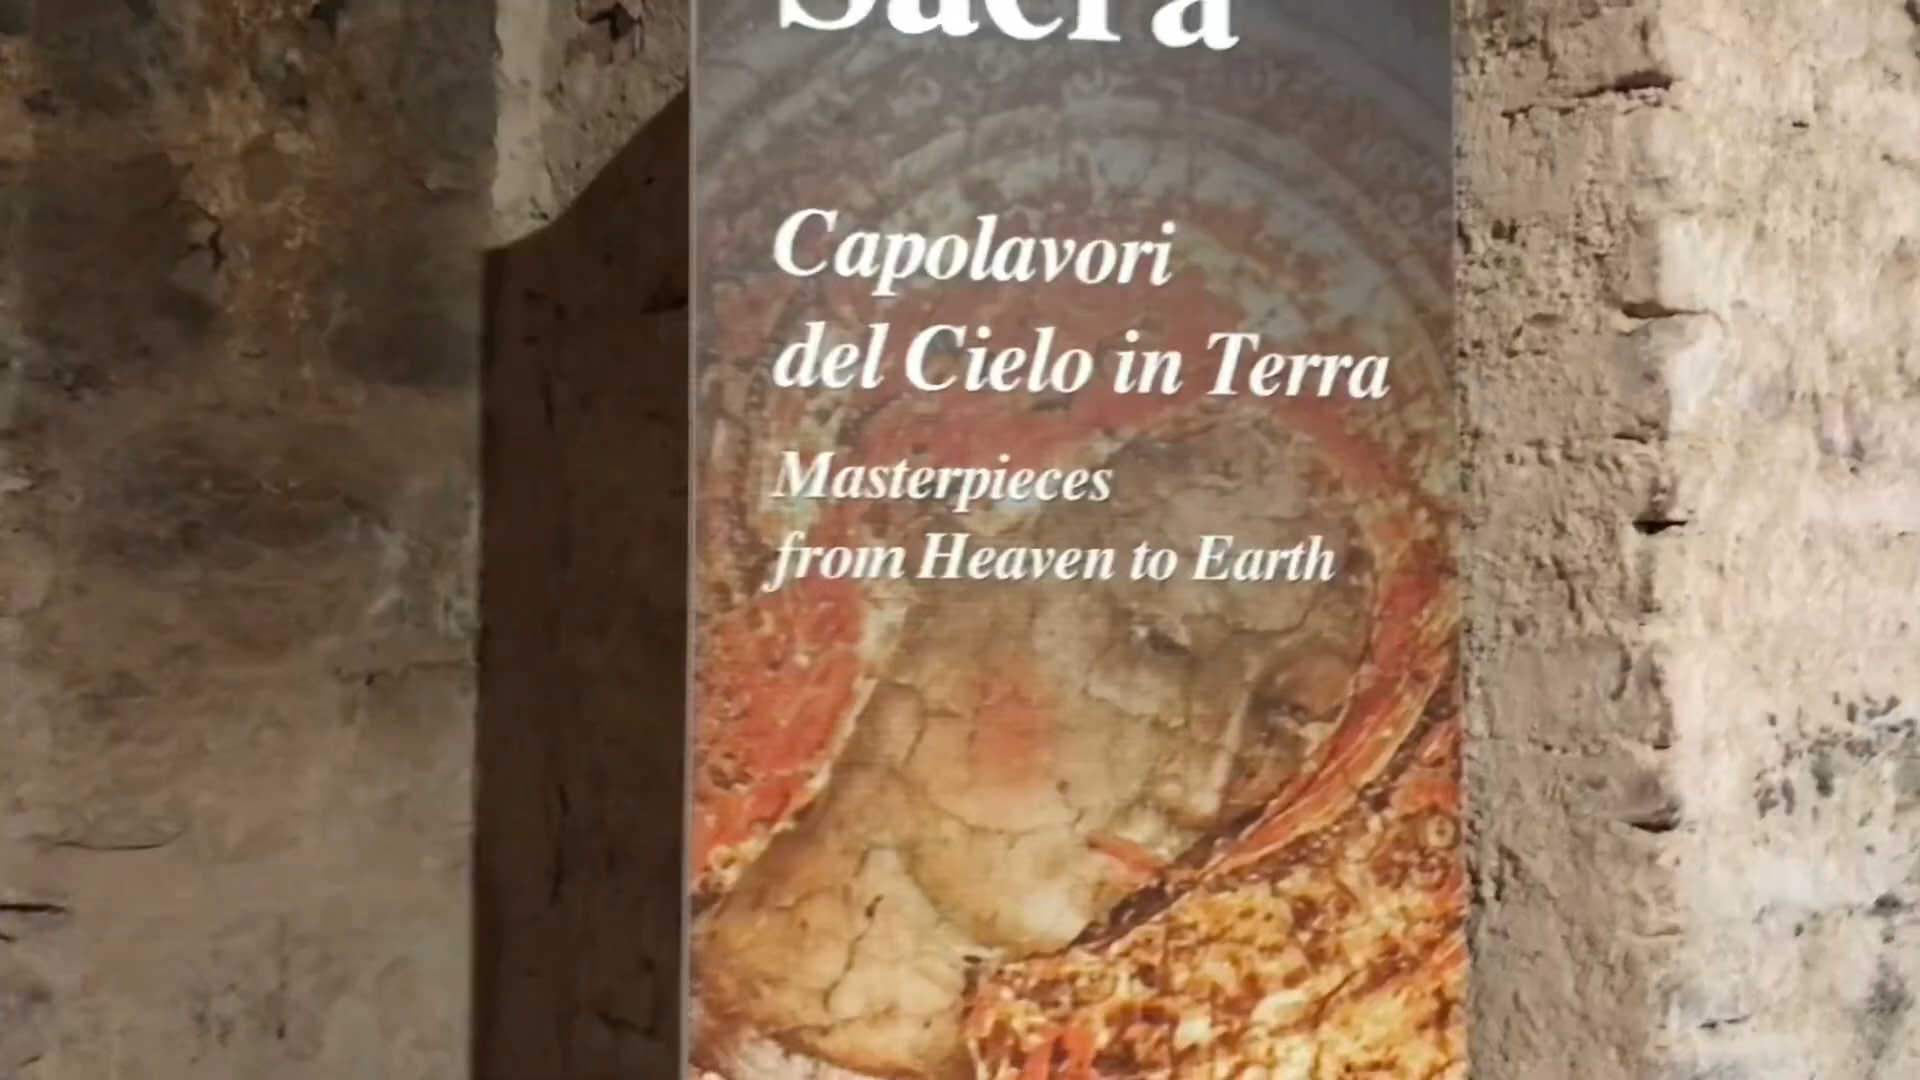 Sacra
Capolavori
del Cielo in Terra
Masterpieces
from Heaven to Earth